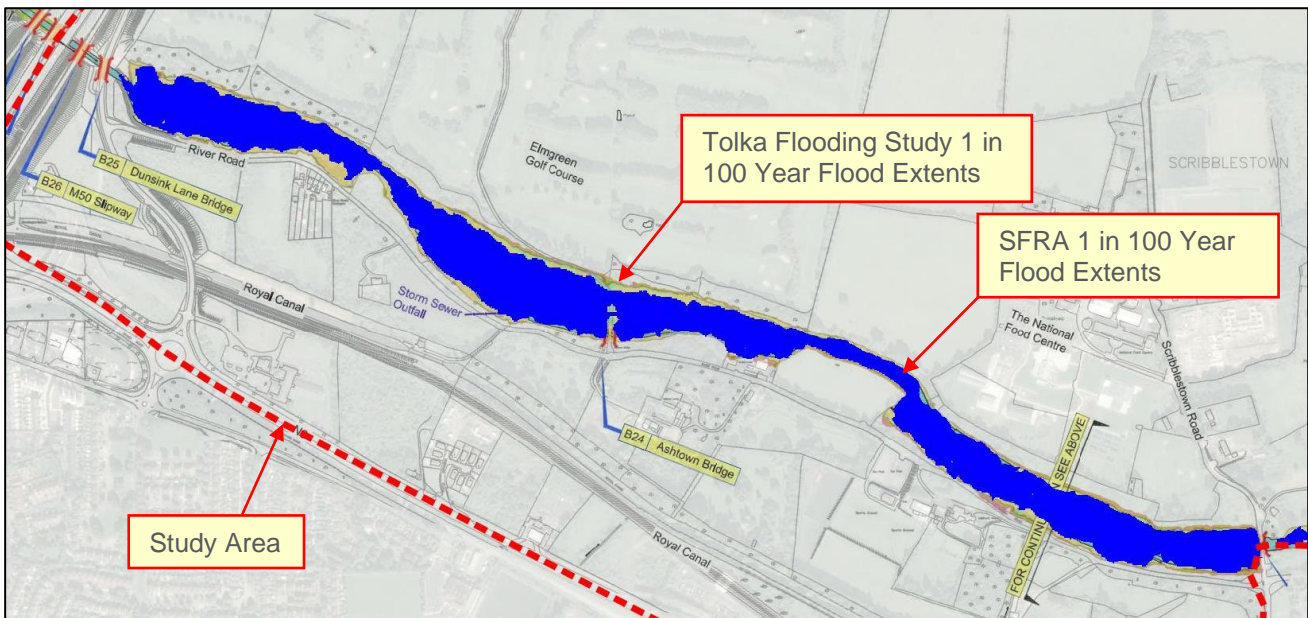 Tolka Flooding Study 1 in
100 Year Flood Extents
SFRA 1 in 100 Year
Flood Extents
Study Area
SCRIBBLESTOWN
Elmgreen
Golf Course
River Road
B25 Dunsink Lane Bridge
B26 M50 Slipway
Royal Canal
Storm Sewer
Outfall
The National
Food Centre
Scribblestown Road
B24 Ashtown Bridge
FOR CONTINU
N SEE ABOVE
Royal Canal